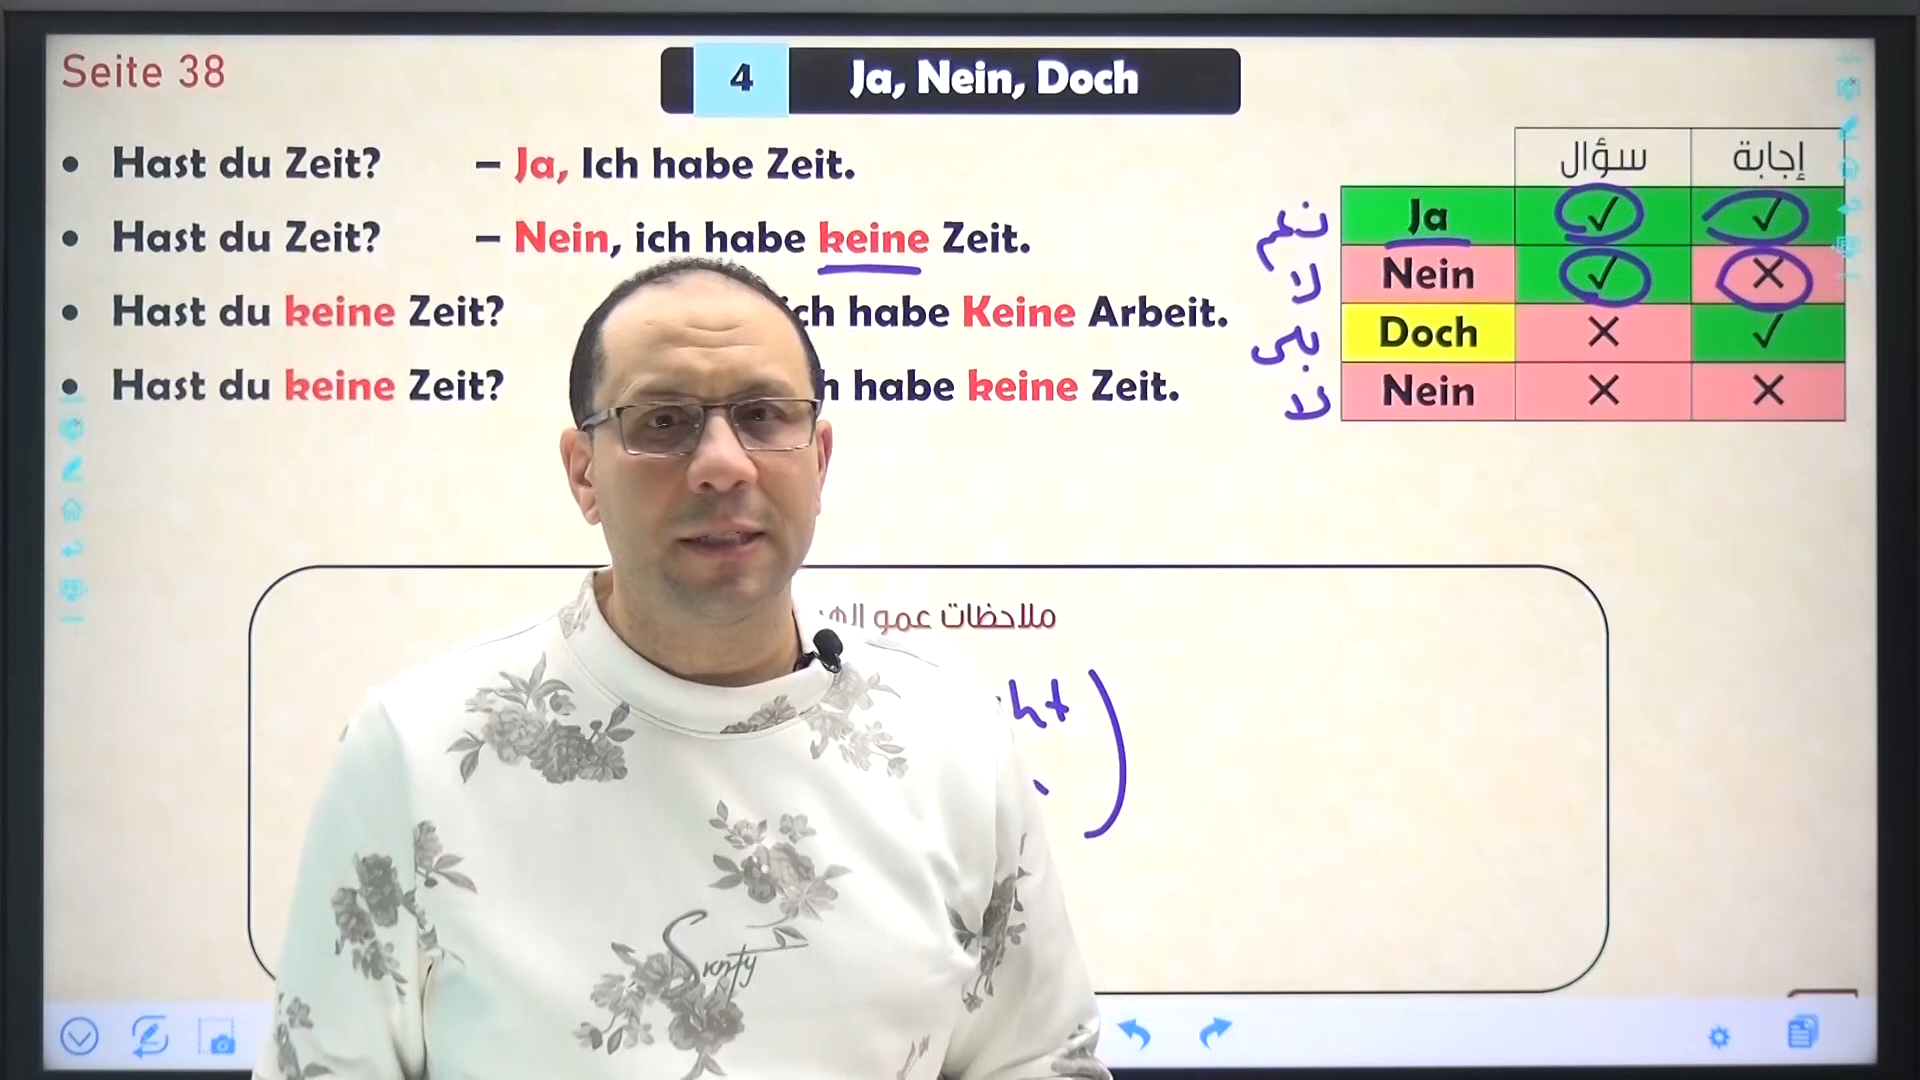 Seite 38
4 Ja, Nein, Doch
Hast du Zeit? – Ja, Ich habe Zeit.
Hast du Zeit? – Nein, ich habe keine Zeit.
Hast du keine Zeit? ich habe Keine Arbeit.
Hast du keine Zeit? habe keine Zeit.
سؤال إجابة
نعم Ja ✓ ✓
لا Nein ✓ ✕
بلى Doch ✕ ✓
لا Nein ✕ ✕
ملاحظات عمو